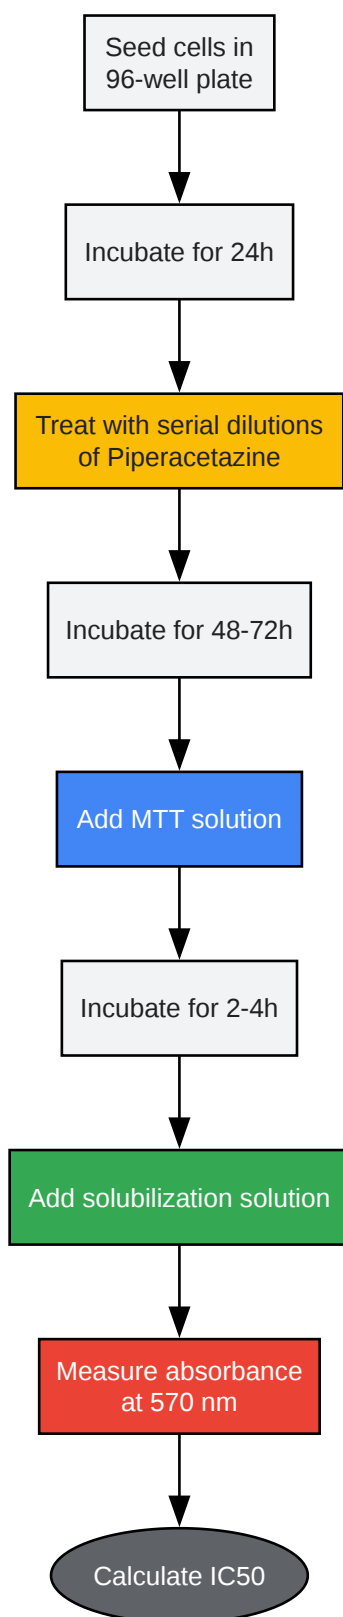 Seed cells in
96-well plate
Incubate for 24h
Treat with serial dilutions
of Piperacetazine
Incubate for 48-72h
Add MTT solution
Incubate for 2-4h
Add solubilization solution
Measure absorbance
at 570 nm
Calculate IC50